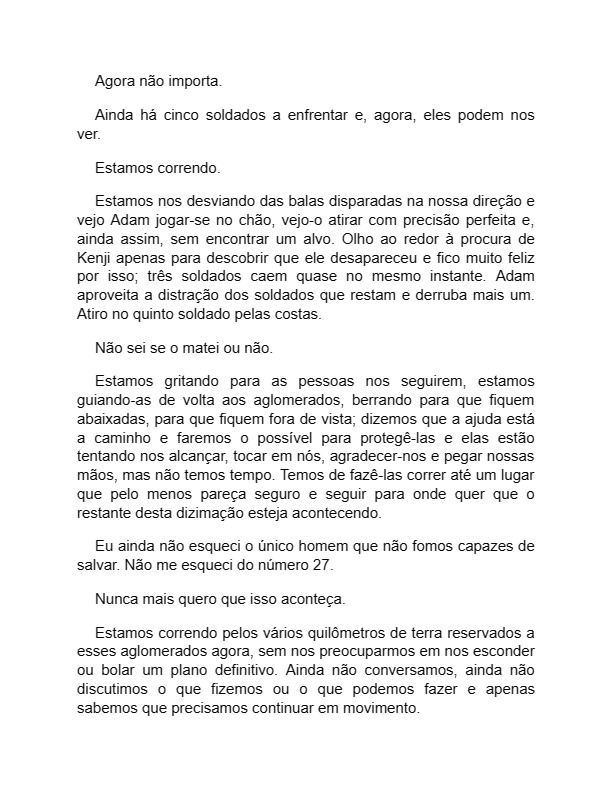 Agora não importa.
Ainda há cinco soldados a enfrentar e, agora, eles podem nos
ver.
Estamos correndo.
Estamos nos desviando das balas disparadas na nossa direção e
vejo Adam jogar-se no chão, vejo-o atirar com precisão perfeita e,
ainda assim, sem encontrar um alvo. Olho ao redor à procura de
Kenji apenas para descobrir que ele desapareceu e fico muito feliz
por isso; três soldados caem quase no mesmo instante. Adam
aproveita a distração dos soldados que restam e derruba mais um.
Atiro no quinto soldado pelas costas.
Não sei se o matei ou não.
Estamos gritando para as pessoas nos seguirem, estamos
guiando-as de volta aos aglomerados, berrando para que fiquem
abaixadas, para que fiquem fora de vista; dizemos que a ajuda está
a caminho e faremos o possível para protegê-las e elas estão
tentando nos alcançar, tocar em nós, agradecer-nos e pegar nossas
mãos, mas não temos tempo. Temos de fazê-las correr até um lugar
que pelo menos pareça seguro e seguir para onde quer que o
restante desta dizimação esteja acontecendo.
Eu ainda não esqueci o único homem que não fomos capazes de
salvar. Não me esqueci do número 27.
Nunca mais quero que isso aconteça.
Estamos correndo pelos vários quilômetros de terra reservados a
esses aglomerados agora, sem nos preocuparmos em nos esconder
ou bolar um plano definitivo. Ainda não conversamos, ainda não
discutimos o que fizemos ou o que podemos fazer e apenas
sabemos que precisamos continuar em movimento.